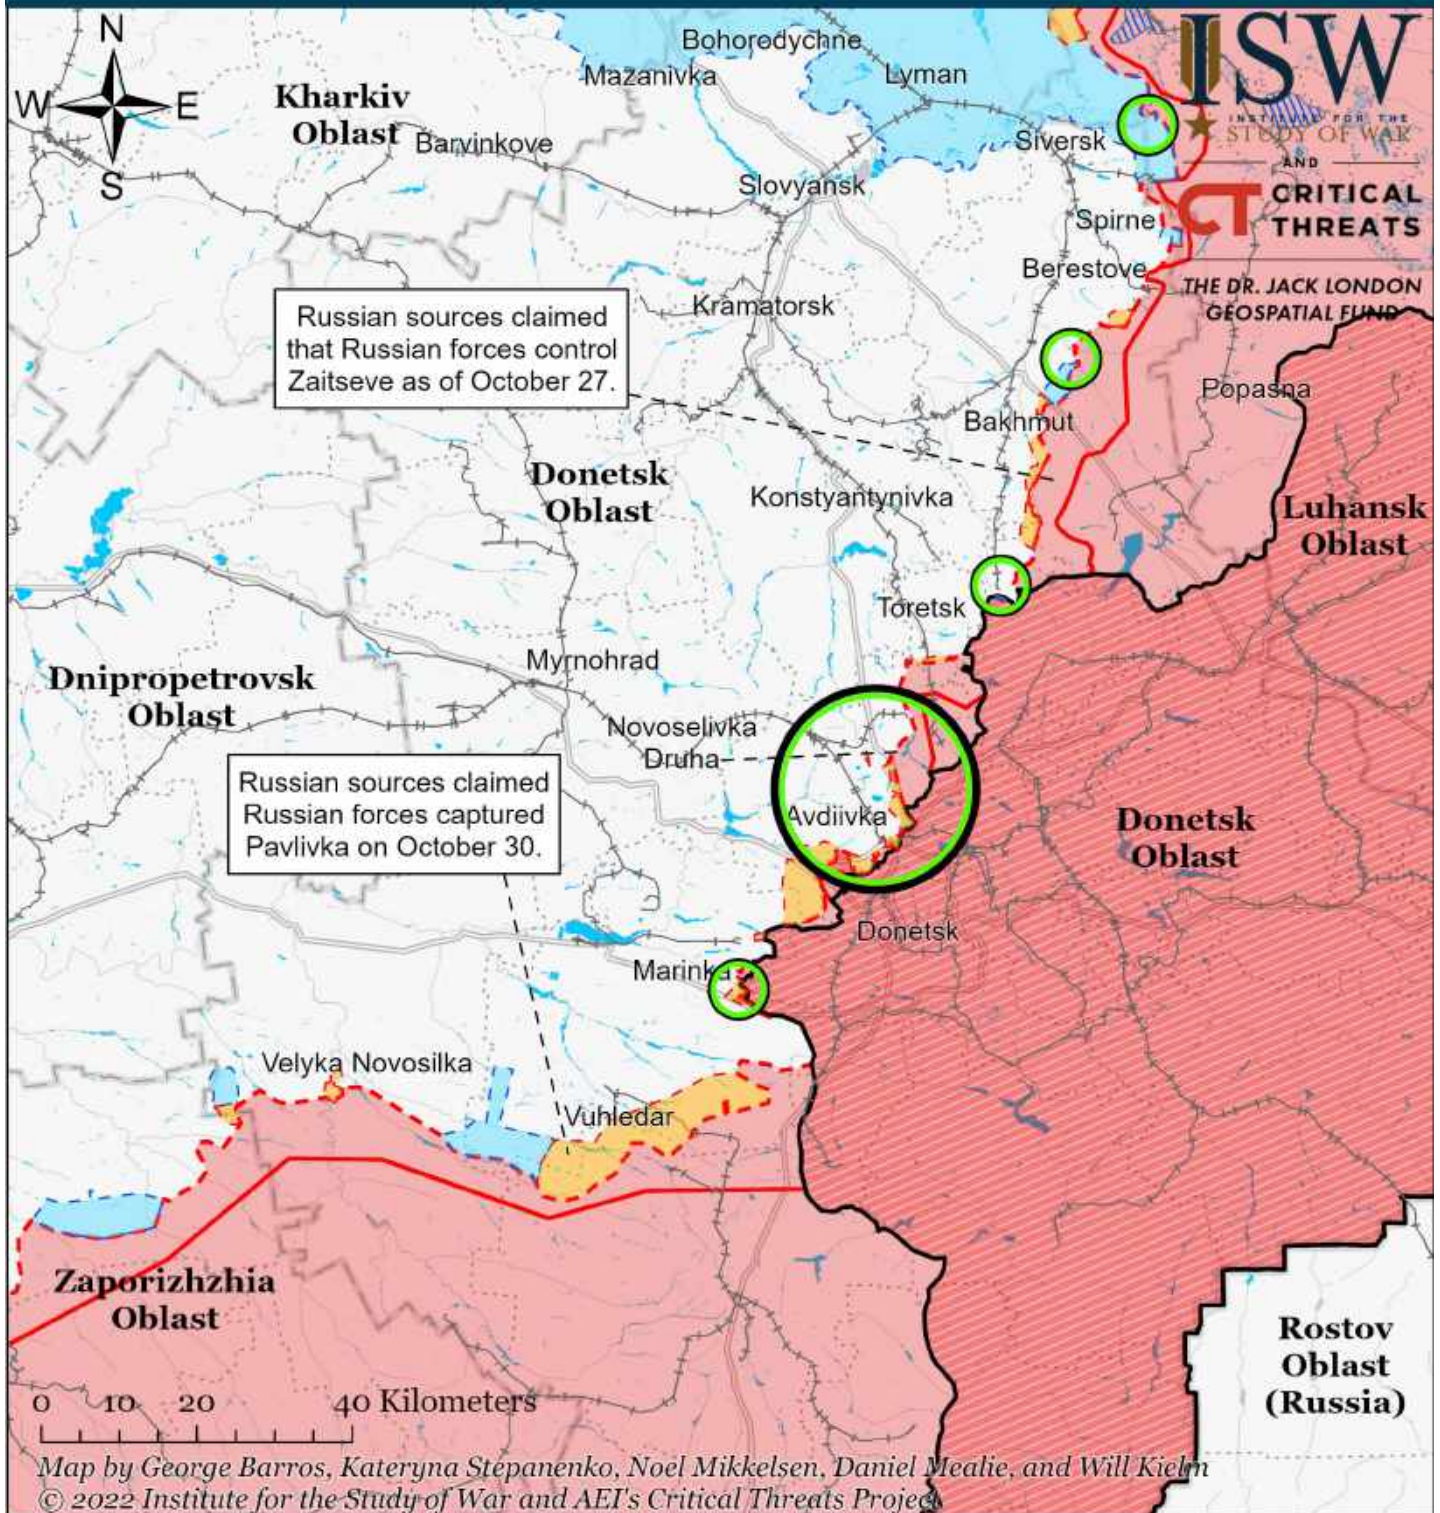 N
W
E
S
ISW
INSTITUTE FOR THE
STUDY OF WAR
AND
CT CRITICAL
THREATS
THE DR. JACK LONDON
GEOSPATIAL FUND
Bohorodychne
Mazanivka
Lyman
Kharkiv
Oblast
Barvinkove
Siversk
Slovyansk
Spirne
Berestove
Kramatorsk
Russian sources claimed
that Russian forces control
Zaitseve as of October 27.
Popasna
Bakhmut
Donetsk
Oblast
Konstyantynivka
Luhansk
Oblast
Toretsk
Myrnohrad
Dnipropetrovsk
Oblast
Novoselivka
Druha
Russian sources claimed
Russian forces captured
Pavlivka on October 30.
Avdiivka
Donetsk
Oblast
Donetsk
Marinka
Velyka Novosilka
Vuhledar
Zaporizhzhia
Oblast
Rostov
Oblast
(Russia)
0 10 20 40 Kilometers
Map by George Barros, Kateryna Stepanenko, Noel Mikkelsen, Daniel Mealie, and Will Kielm
© 2022 Institute for the Study of War and AEI's Critical Threats Project